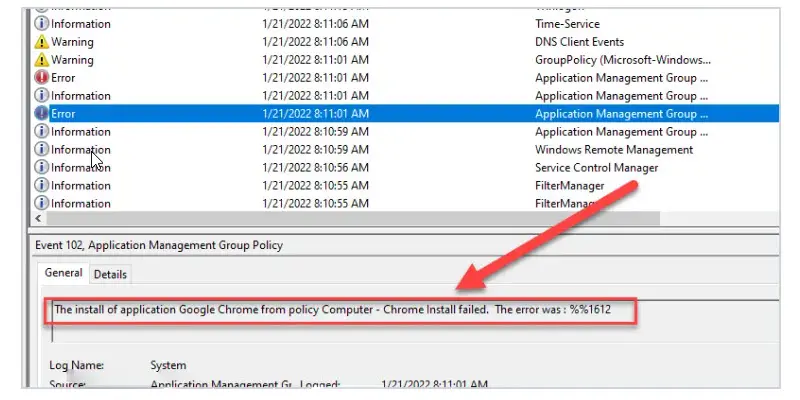 Information 1/21/2022 8:11:06 AM Time-Service
Warning 1/21/2022 8:11:06 AM DNS Client Events
Warning 1/21/2022 8:11:01 AM GroupPolicy (Microsoft-Windows...
Error 1/21/2022 8:11:01 AM Application Management Group ...
Information 1/21/2022 8:11:01 AM Application Management Group ...
Error 1/21/2022 8:11:01 AM Application Management Group ...
Information 1/21/2022 8:10:59 AM Application Management Group ...
Information 1/21/2022 8:10:59 AM Windows Remote Management
Information 1/21/2022 8:10:56 AM Service Control Manager
Information 1/21/2022 8:10:55 AM FilterManager
Information 1/21/2022 8:10:55 AM FilterManager
Event 102, Application Management Group Policy
General Details
The install of application Google Chrome from policy Computer - Chrome Install failed. The error was : %%1612
Log Name: System
Source: Application Management Gr Logged: 1/21/2022 8:11:01 AM